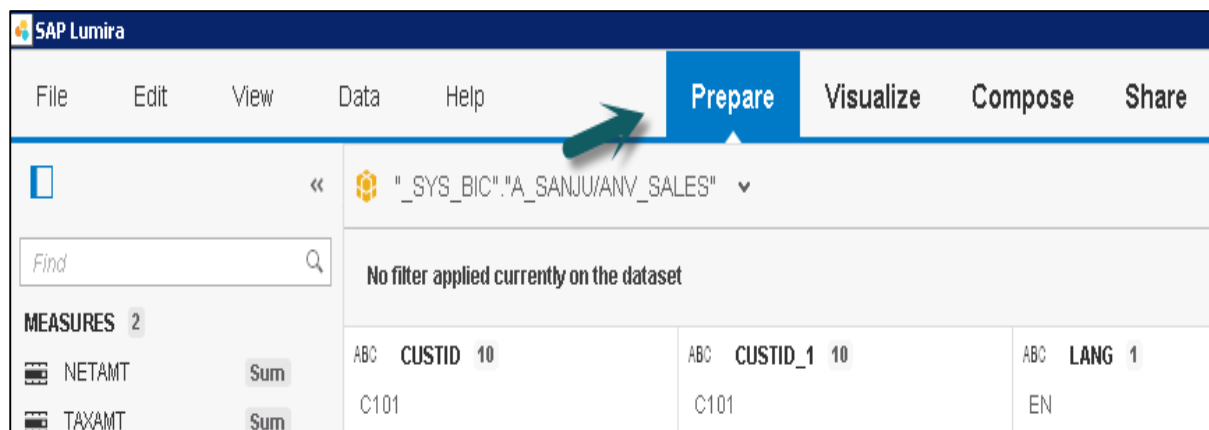 SAP Lumira
File Edit View Data Help Prepare Visualize Compose Share
« "_SYS_BIC"."A_SANJU/ANV_SALES"
Find
No filter applied currently on the dataset
MEASURES 2
NETAMT Sum
TAXAMT Sum
ABC CUSTID 10 ABC CUSTID_1 10 ABC LANG 1
C101 C101 EN